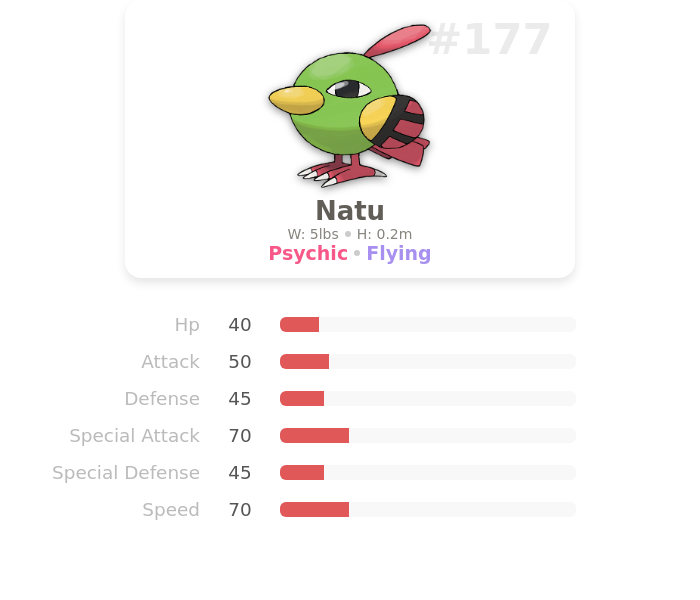 #177
Natu
W: 5lbs • H: 0.2m
Psychic • Flying
Hp 40
Attack 50
Defense 45
Special Attack 70
Special Defense 45
Speed 70